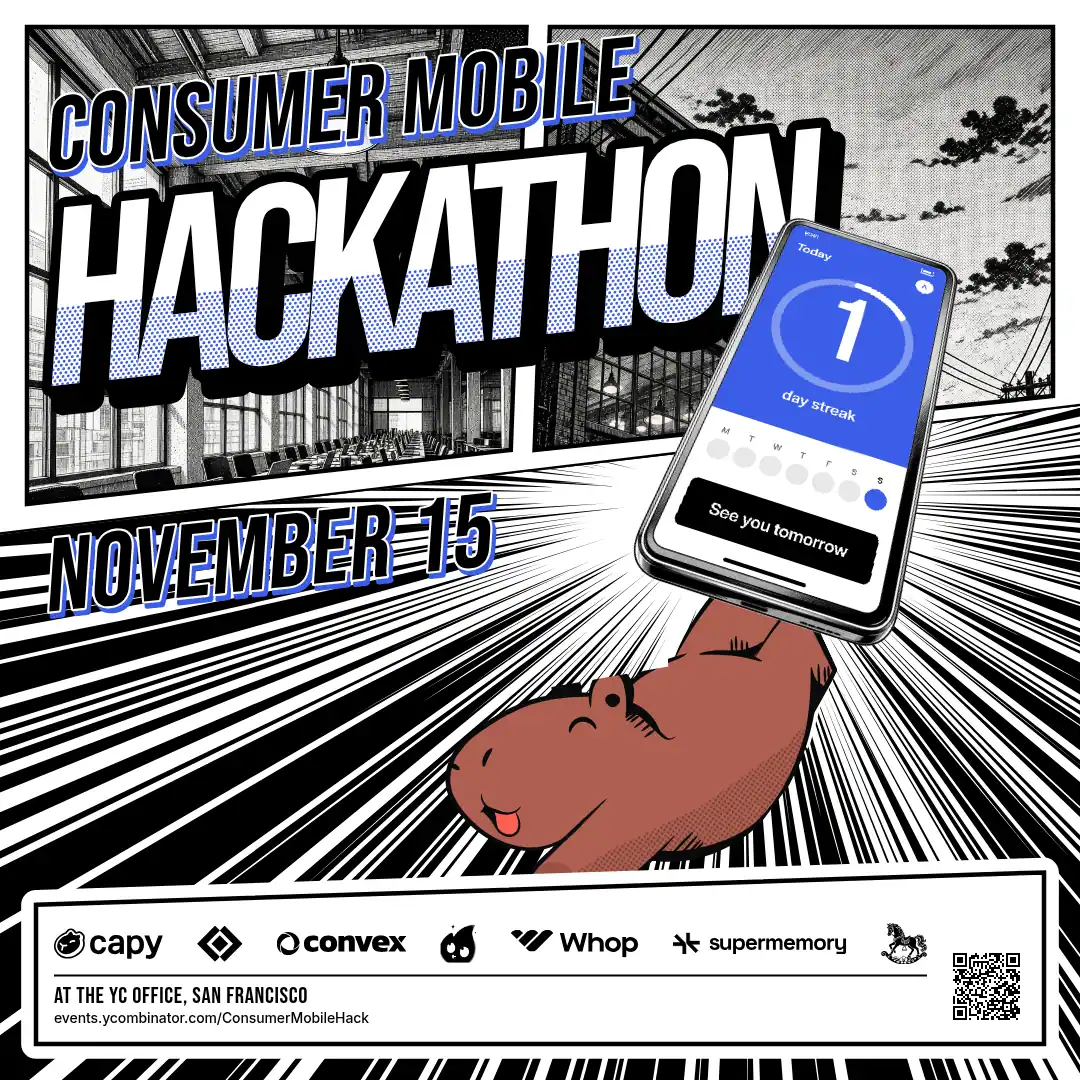 CONSUMER MOBILE
HACKATHON
Today
1
day streak
M T W T F S S
See you tomorrow
NOVEMBER 15
capy
convex
Whop
supermemory
AT THE YC OFFICE, SAN FRANCISCO
events.ycombinator.com/ConsumerMobileHack